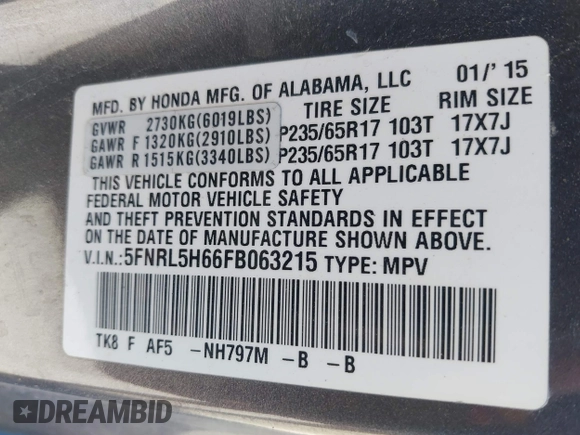 MFD. BY HONDA MFG. OF ALABAMA, LLC 01/' 15
TIRE SIZE RIM SIZE
GVWR 2730KG(6019LBS)
GAWR F 1320KG(2910LBS) P235/65R17 103T 17X7J
GAWR R 1515KG(3340LBS) P235/65R17 103T 17X7J
THIS VEHICLE CONFORMS TO ALL APPLICABLE
FEDERAL MOTOR VEHICLE SAFETY
AND THEFT PREVENTION STANDARDS IN EFFECT
ON THE DATE OF MANUFACTURE SHOWN ABOVE.
V.I.N.:5FNRL5H66FB063215 TYPE: MPV
TK8 F AF5 -NH797M -B -B
DREAMBID